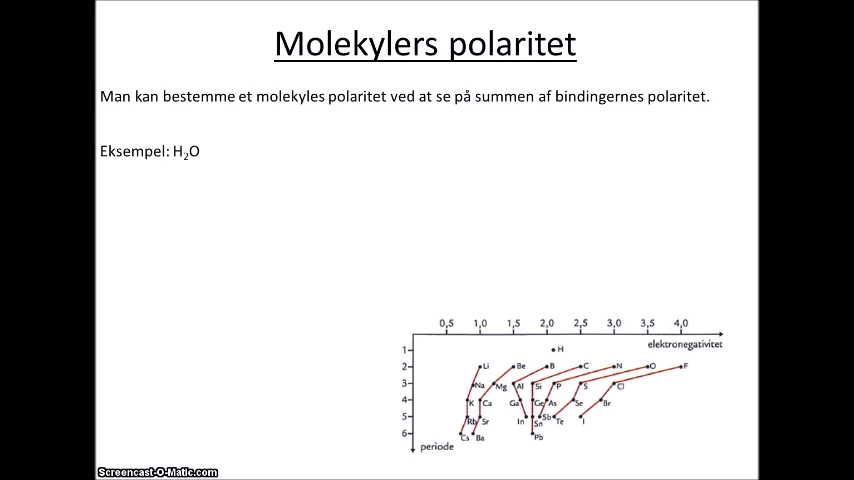 Molekylers polaritet
Man kan bestemme et molekyles polaritet ved at se på summen af bindingernes polaritet.
Eksempel: H₂O
0,5 1,0 1,5 2,0 2,5 3,0 3,5 4,0
elektronegativitet
1 H
2 Li Be B C N O F
3 Na Mg Al Si P S Cl
4 K Ca Ga Ge As Se Br
5 Rb Sr In Sn Sb Te I
6 Cs Ba Pb
periode
Screencast-O-Matic.com